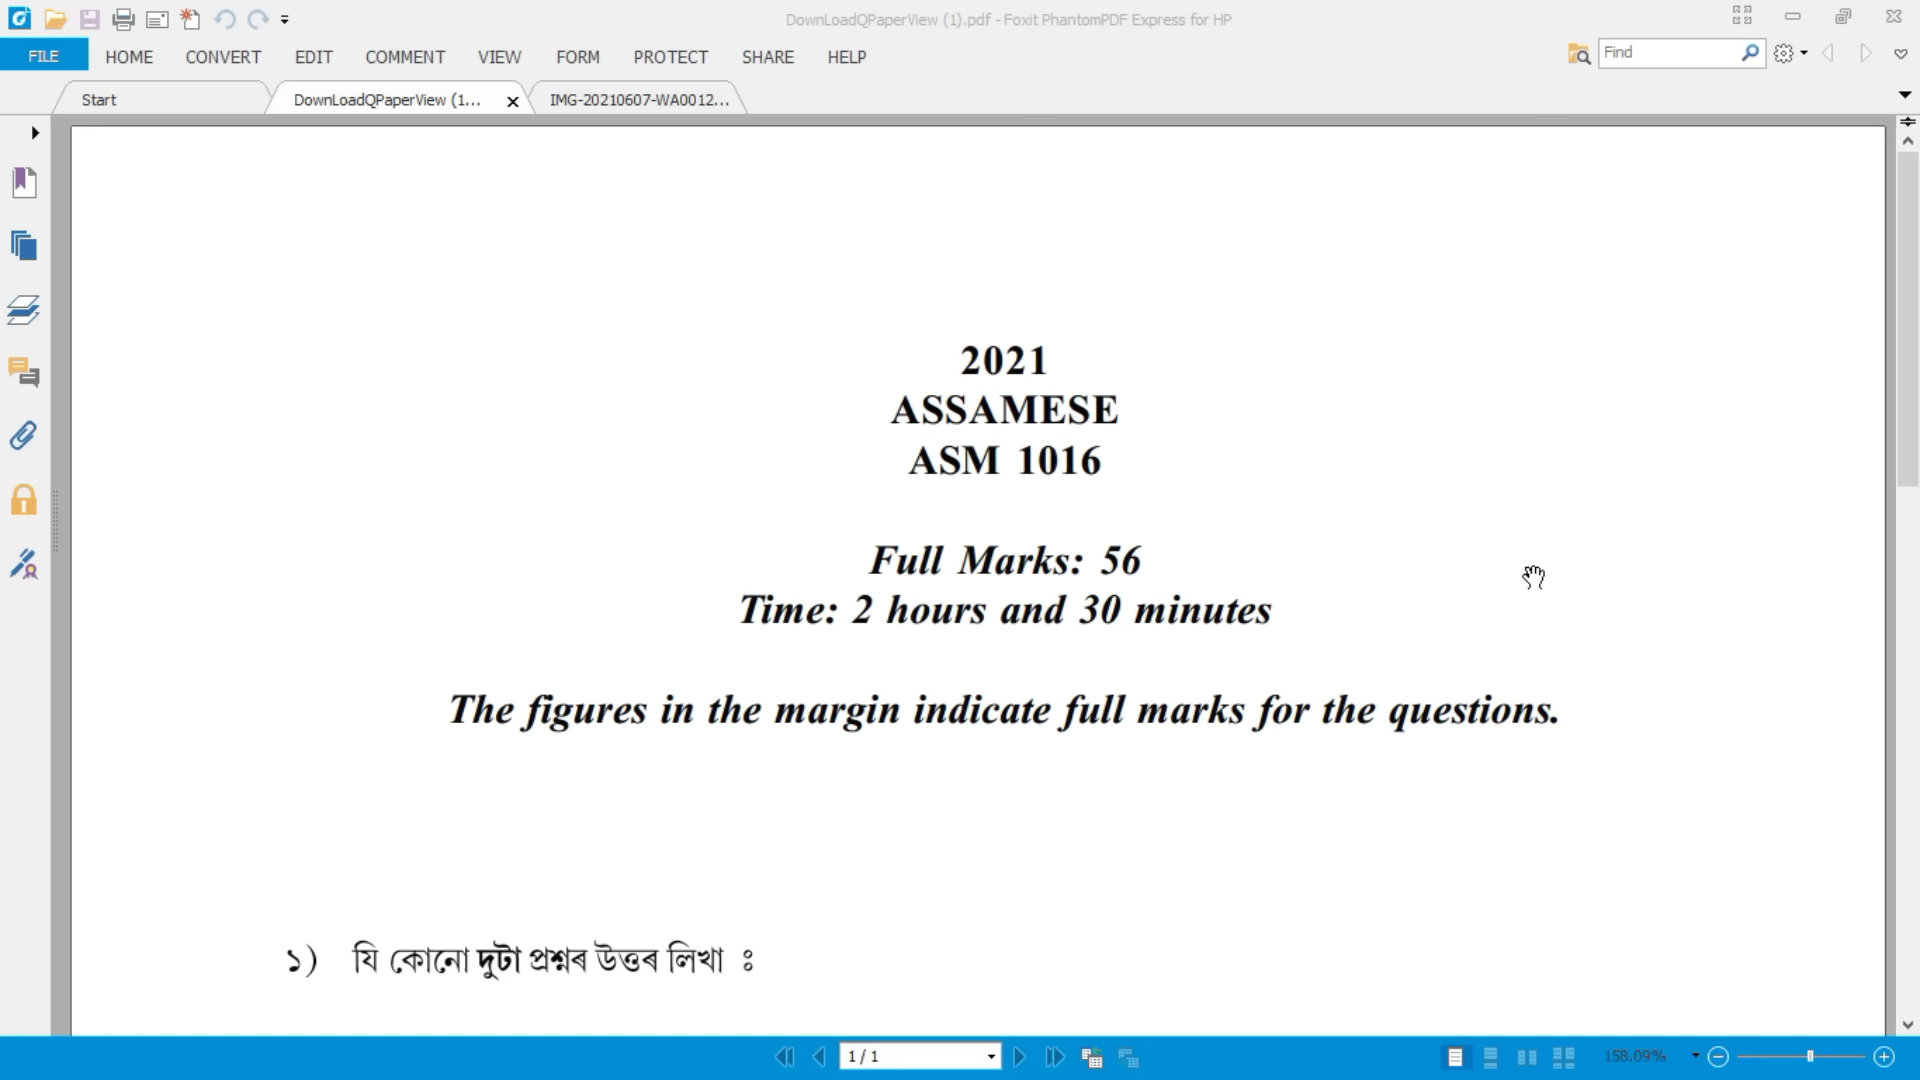 DownLoadQPaperView (1).pdf - Foxit PhantomPDF Express for HP
FILE HOME CONVERT EDIT COMMENT VIEW FORM PROTECT SHARE HELP
Find
Start
DownLoadQPaperView (1...
IMG-20210607-WA0012...
2021
ASSAMESE
ASM 1016
Full Marks: 56
Time: 2 hours and 30 minutes
The figures in the margin indicate full marks for the questions.
১) যি কোনো দুটা প্ৰশ্নৰ উত্তৰ লিখা ঃ
1 / 1
158.09%